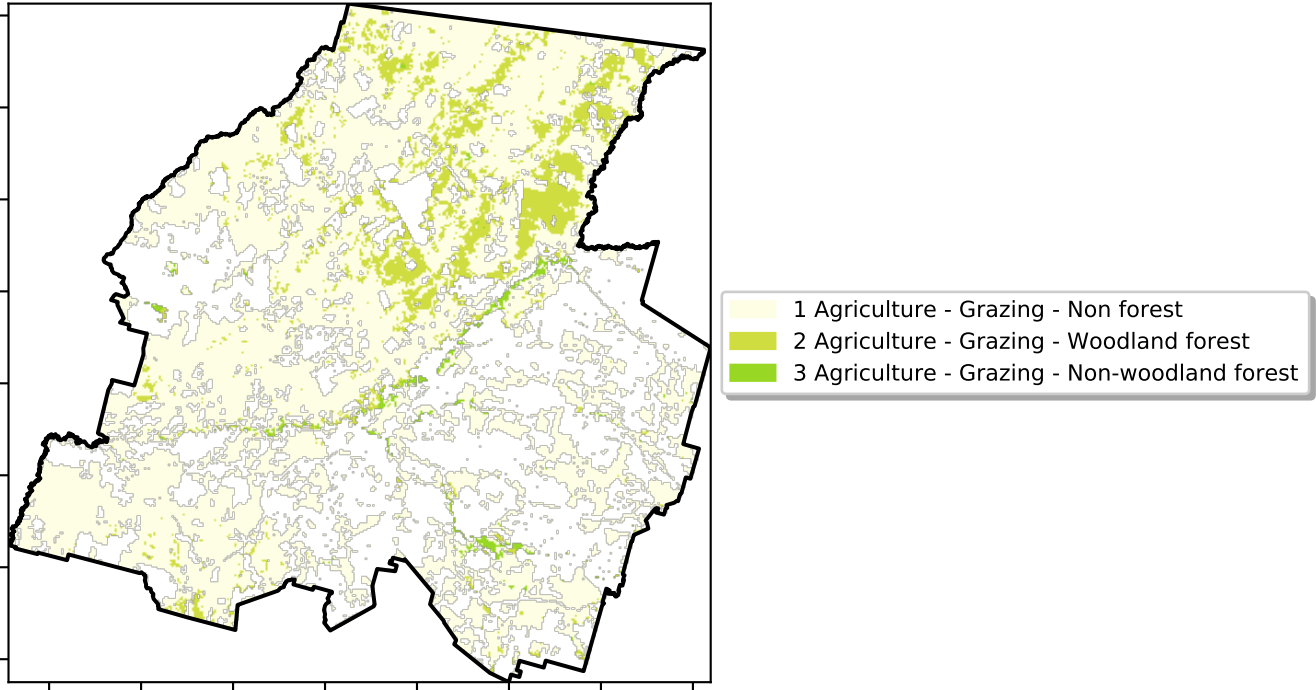 1 Agriculture - Grazing - Non forest
2 Agriculture - Grazing - Woodland forest
3 Agriculture - Grazing - Non-woodland forest